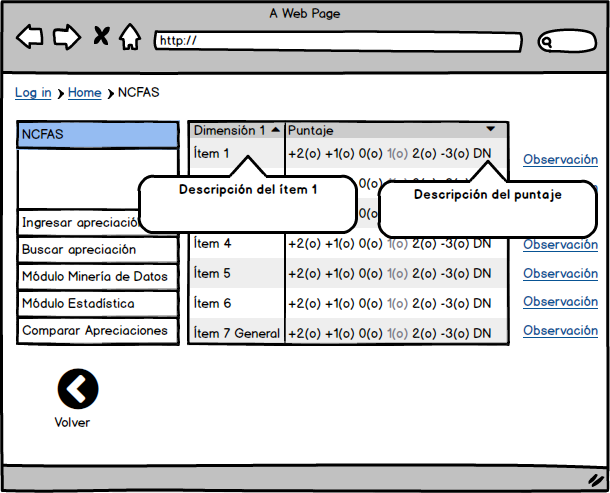 A Web Page
http://
Log in > Home > NCFAS
NCFAS
Ingresar apreciació
Buscar apreciación
Módulo Minería de Datos
Módulo Estadística
Comparar Apreciaciones
Dimensión 1 Puntaje
Ítem 1 +2(o) +1(o) 0(o) 1(o) 2(o) -3(o) DN Observación
Descripción del ítem 1
Descripción del puntaje
Ítem 4 +2(o) +1(o) 0(o) 1(o) 2(o) -3(o) DN Observación
Ítem 5 +2(o) +1(o) 0(o) 1(o) 2(o) -3(o) DN Observación
Ítem 6 +2(o) +1(o) 0(o) 1(o) 2(o) -3(o) DN Observación
Ítem 7 General +2(o) +1(o) 0(o) 1(o) 2(o) -3(o) DN Observación
Volver